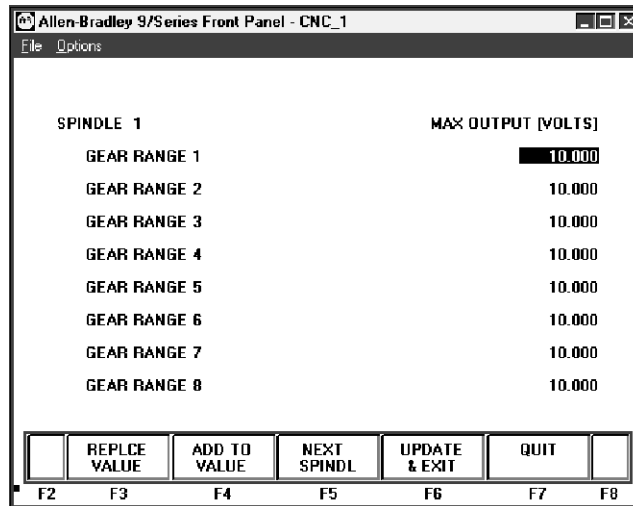 Allen-Bradley 9/Series Front Panel - CNC_1
File Options
SPINDLE 1 MAX OUTPUT [VOLTS]
GEAR RANGE 1 10.000
GEAR RANGE 2 10.000
GEAR RANGE 3 10.000
GEAR RANGE 4 10.000
GEAR RANGE 5 10.000
GEAR RANGE 6 10.000
GEAR RANGE 7 10.000
GEAR RANGE 8 10.000
REPLCE ADD TO NEXT UPDATE QUIT
VALUE VALUE SPINDL & EXIT
F2 F3 F4 F5 F6 F7 F8